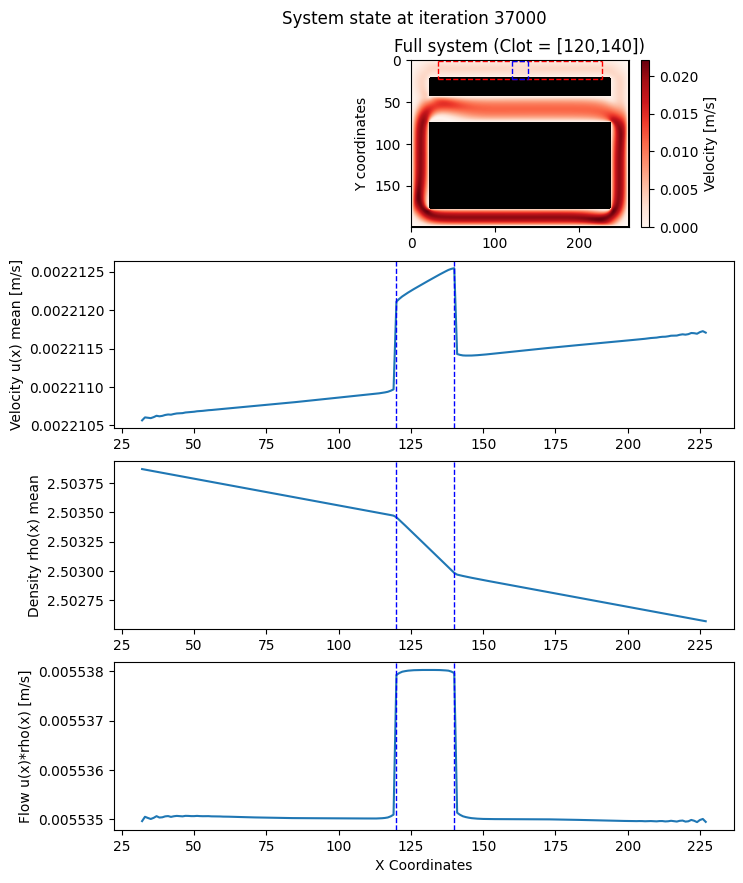 System state at iteration 37000
Full system (Clot = [120,140])
0
50
100
150
Y coordinates
0 100 200
0.020
0.015
0.010
0.005
0.000
Velocity [m/s]
0.0022125
0.0022120
0.0022115
0.0022110
0.0022105
Velocity u(x) mean [m/s]
25 50 75 100 125 150 175 200 225
2.50375
2.50350
2.50325
2.50300
2.50275
Density rho(x) mean
25 50 75 100 125 150 175 200 225
0.005538
0.005537
0.005536
0.005535
Flow u(x)*rho(x) [m/s]
25 50 75 100 125 150 175 200 225
X Coordinates